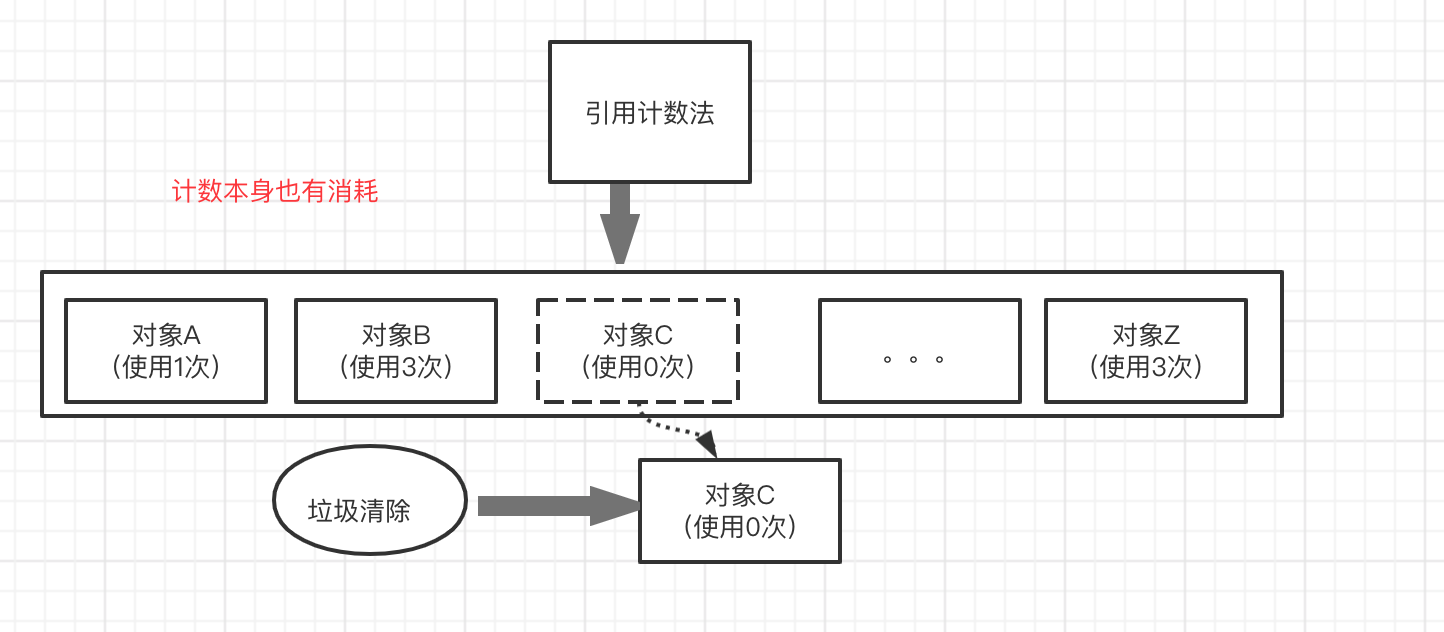 引用计数法
计数本身也有消耗
对象A
（使用1次）
对象B
（使用3次）
对象C
（使用0次）
。。。
对象Z
（使用3次）
垃圾清除
对象C
（使用0次）